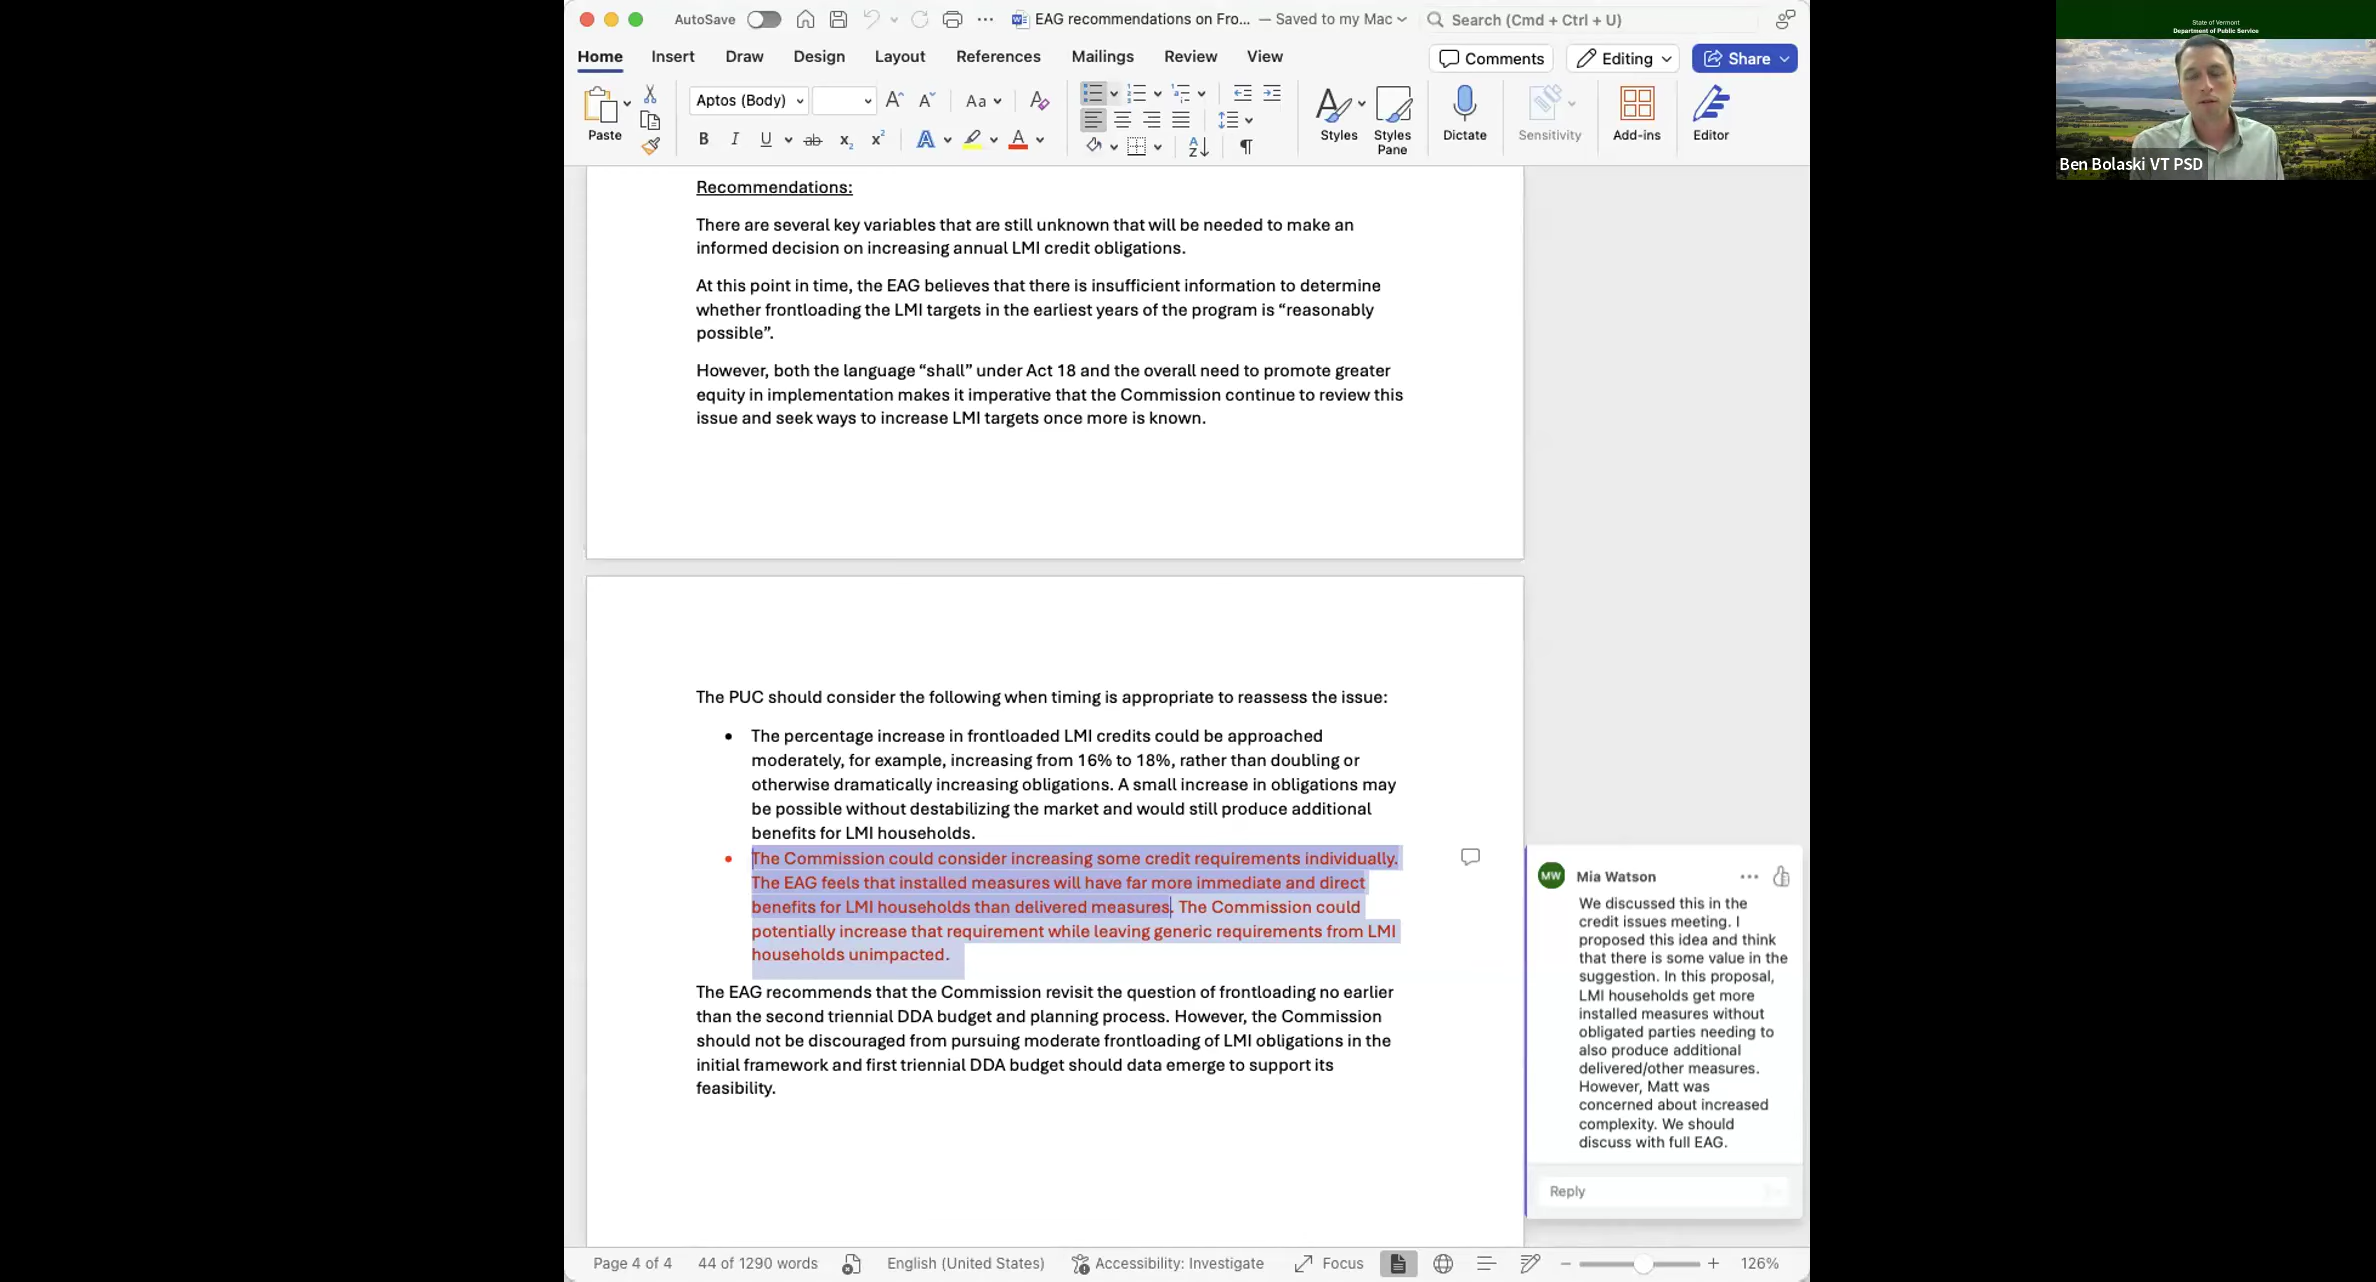 AutoSave
EAG recommendations on Fro... — Saved to my Mac
Search (Cmd + Ctrl + U)
Home Insert Draw Design Layout References Mailings Review View
Comments Editing Share
Paste
Aptos (Body)
Aa
B I U ab x₂ x²
A A
Styles
Styles Pane
Dictate
Sensitivity
Add-ins
Editor
Recommendations:
There are several key variables that are still unknown that will be needed to make an
informed decision on increasing annual LMI credit obligations.
At this point in time, the EAG believes that there is insufficient information to determine
whether frontloading the LMI targets in the earliest years of the program is “reasonably
possible”.
However, both the language “shall” under Act 18 and the overall need to promote greater
equity in implementation makes it imperative that the Commission continue to review this
issue and seek ways to increase LMI targets once more is known.
The PUC should consider the following when timing is appropriate to reassess the issue:
• The percentage increase in frontloaded LMI credits could be approached
moderately, for example, increasing from 16% to 18%, rather than doubling or
otherwise dramatically increasing obligations. A small increase in obligations may
be possible without destabilizing the market and would still produce additional
benefits for LMI households.
• The Commission could consider increasing some credit requirements individually.
The EAG feels that installed measures will have far more immediate and direct
benefits for LMI households than delivered measures. The Commission could
potentially increase that requirement while leaving generic requirements from LMI
households unimpacted.
The EAG recommends that the Commission revisit the question of frontloading no earlier
than the second triennial DDA budget and planning process. However, the Commission
should not be discouraged from pursuing moderate frontloading of LMI obligations in the
initial framework and first triennial DDA budget should data emerge to support its
feasibility.
MW Mia Watson
We discussed this in the
credit issues meeting. I
proposed this idea and think
that there is some value in the
suggestion. In this proposal,
LMI households get more
installed measures without
obligated parties needing to
also produce additional
delivered/other measures.
However, Matt was
concerned about increased
complexity. We should
discuss with full EAG.
Reply
Page 4 of 4 44 of 1290 words English (United States) Accessibility: Investigate Focus 126%
State of Vermont
Department of Public Service
Ben Bolaski VT PSD